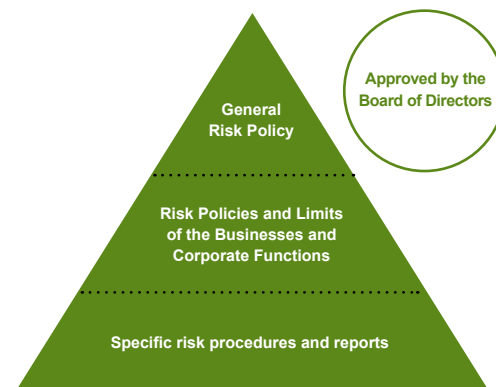 Approved by the
Board of Directors
General
Risk Policy
Risk Policies and Limits
of the Businesses and
Corporate Functions
Specific risk procedures and reports